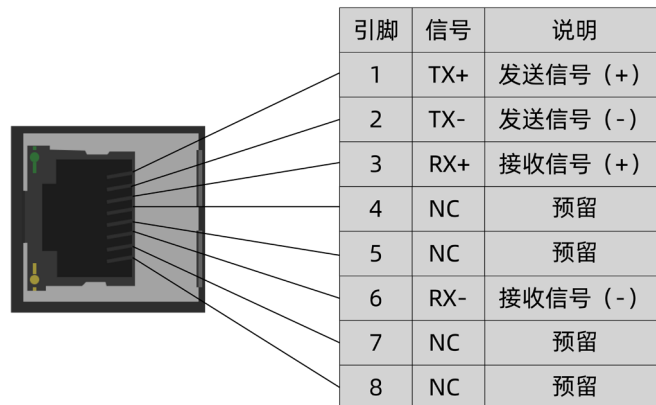 引脚 信号 说明
1 TX+ 发送信号（+）
2 TX- 发送信号（-）
3 RX+ 接收信号（+）
4 NC 预留
5 NC 预留
6 RX- 接收信号（-）
7 NC 预留
8 NC 预留